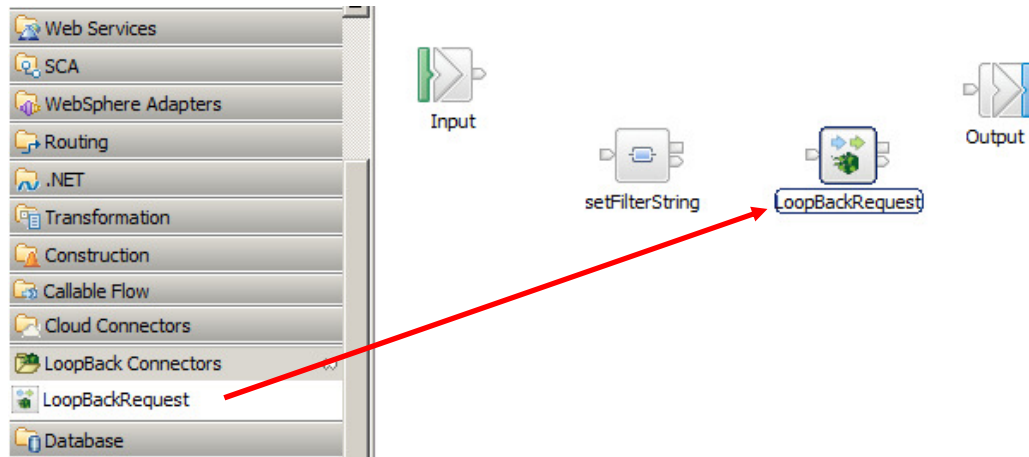 Web Services
SCA
WebSphere Adapters
Routing
.NET
Transformation
Construction
Callable Flow
Cloud Connectors
LoopBack Connectors
LoopBackRequest
Database
Input
setFilterString
LoopBackRequest
Output